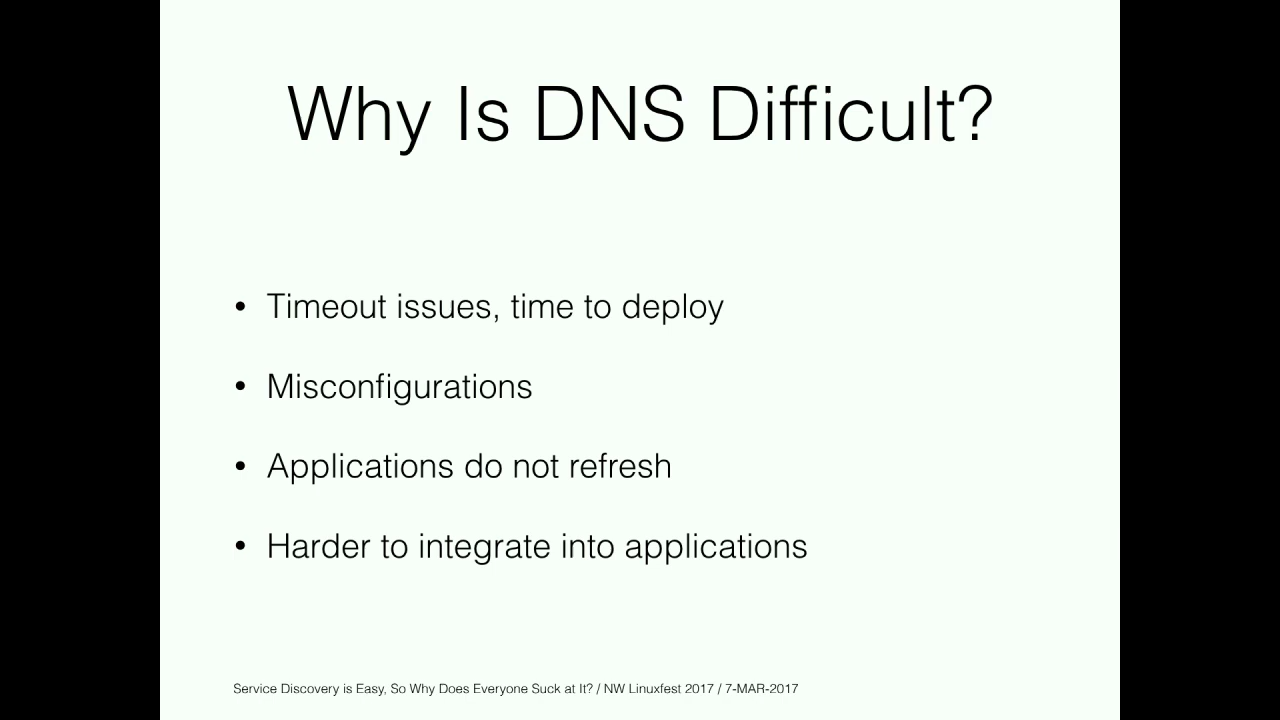 Why Is DNS Difficult?
• Timeout issues, time to deploy
• Misconfigurations
• Applications do not refresh
• Harder to integrate into applications
Service Discovery is Easy, So Why Does Everyone Suck at It? / NW Linuxfest 2017 / 7-MAR-2017